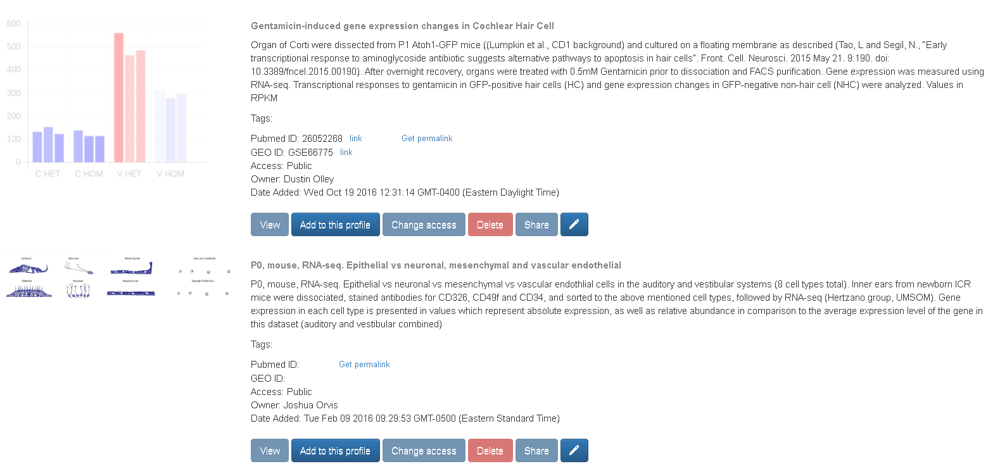 600
500
400
300
200
100
0
C HET C HOM V HET V HOM
Gentamicin-induced gene expression changes in Cochlear Hair Cell
Organ of Corti were dissected from P1 Atoh1-GFP mice ((Lumpkin et al., CD1 background) and cultured on a floating membrane as described (Tao, L and Segil, N., "Early
transcriptional response to aminoglycoside antibiotic suggests alternative pathways to apoptosis in hair cells". Front. Cell. Neurosci. 2015 May 21. 9:190. doi:
10.3389/fncel.2015.00190). After overnight recovery, organs were treated with 0.5mM Gentamicin prior to dissociation and FACS purification. Gene expression was measured using
RNA-seq. Transcriptional responses to gentamicin in GFP-positive hair cells (HC) and gene expression changes in GFP-negative non-hair cell (NHC) were analyzed. Values in
RPKM
Tags:
Pubmed ID: 26052268 link Get permalink
GEO ID: GSE66775 link
Access: Public
Owner: Dustin Olley
Date Added: Wed Oct 19 2016 12:31:14 GMT-0400 (Eastern Daylight Time)
View Add to this profile Change access Delete Share
Epithelial Neuronal Mesenchymal Vascular Endothelial
Epithelial Neuronal Mesenchymal Vascular Endothelial
P0, mouse, RNA-seq. Epithelial vs neuronal, mesenchymal and vascular endothelial
P0, mouse, RNA-seq. Epithelial vs neuronal vs mesenchymal vs vascular endothlial cells in the auditory and vestibular systems (8 cell types total). Inner ears from newborn ICR
mice were dissociated, stained antibodies for CD326, CD49f and CD34, and sorted to the above mentioned cell types, followed by RNA-seq (Hertzano group, UMSOM). Gene
expression in each cell type is presented in values which represent absolute expression, as well as relative abundance in comparison to the average expression level of the gene in
this dataset (auditory and vestibular combined)
Tags:
Pubmed ID: Get permalink
GEO ID:
Access: Public
Owner: Joshua Orvis
Date Added: Tue Feb 09 2016 09:29:53 GMT-0500 (Eastern Standard Time)
View Add to this profile Change access Delete Share